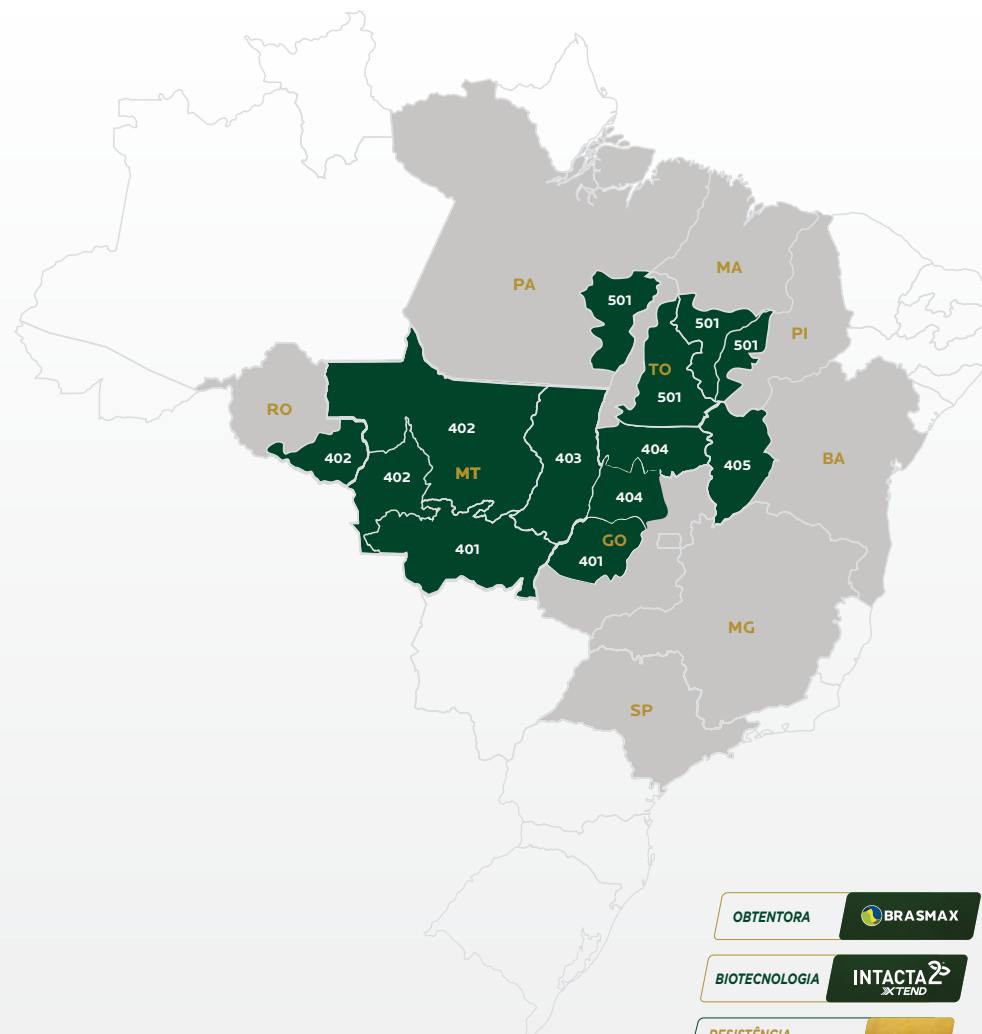 MA
PA
501
501
PI
501
TO
501
RO
402
404
BA
402
403
405
MT
402
404
GO
401
401
MG
SP
OBTENTORA BRASMAX
BIOTECNOLOGIA INTACTA 2
XTEND
RESISTÊNCIA